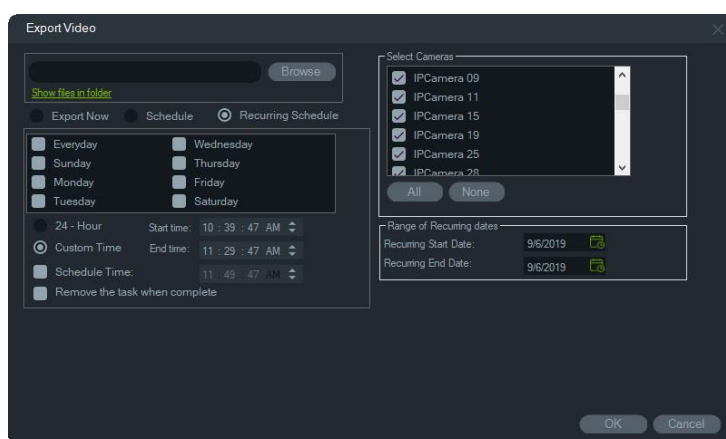 Export Video
Browse
Show files in folder
Export Now Schedule Recurring Schedule
Everyday Wednesday
Sunday Thursday
Monday Friday
Tuesday Saturday
24 - Hour Start time: 10 : 39 : 47 AM
Custom Time End time: 11 : 29 : 47 AM
Schedule Time: 11 49 47 AM
Remove the task when complete
Select Cameras
IPCamera 09
IPCamera 11
IPCamera 15
IPCamera 19
IPCamera 25
IPCamera 28
All None
Range of Recurring dates
Recurring Start Date: 9/6/2019
Recurring End Date: 9/6/2019
OK Cancel